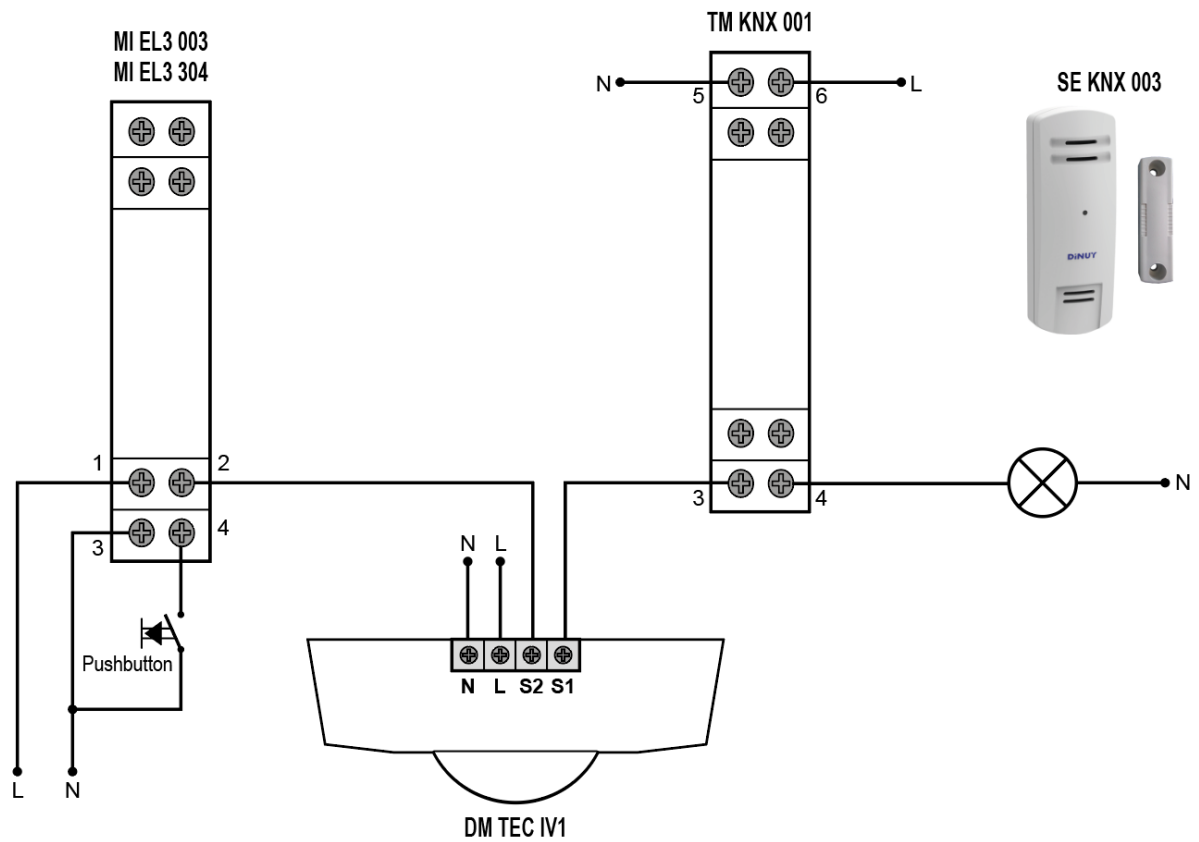 MI EL3 003
MI EL3 304
TM KNX 001
SE KNX 003
N
5
6
L
DiNUY
1
2
3
4
3
4
N
N
L
Pushbutton
N
L
S2
S1
L
N
DM TEC IV1